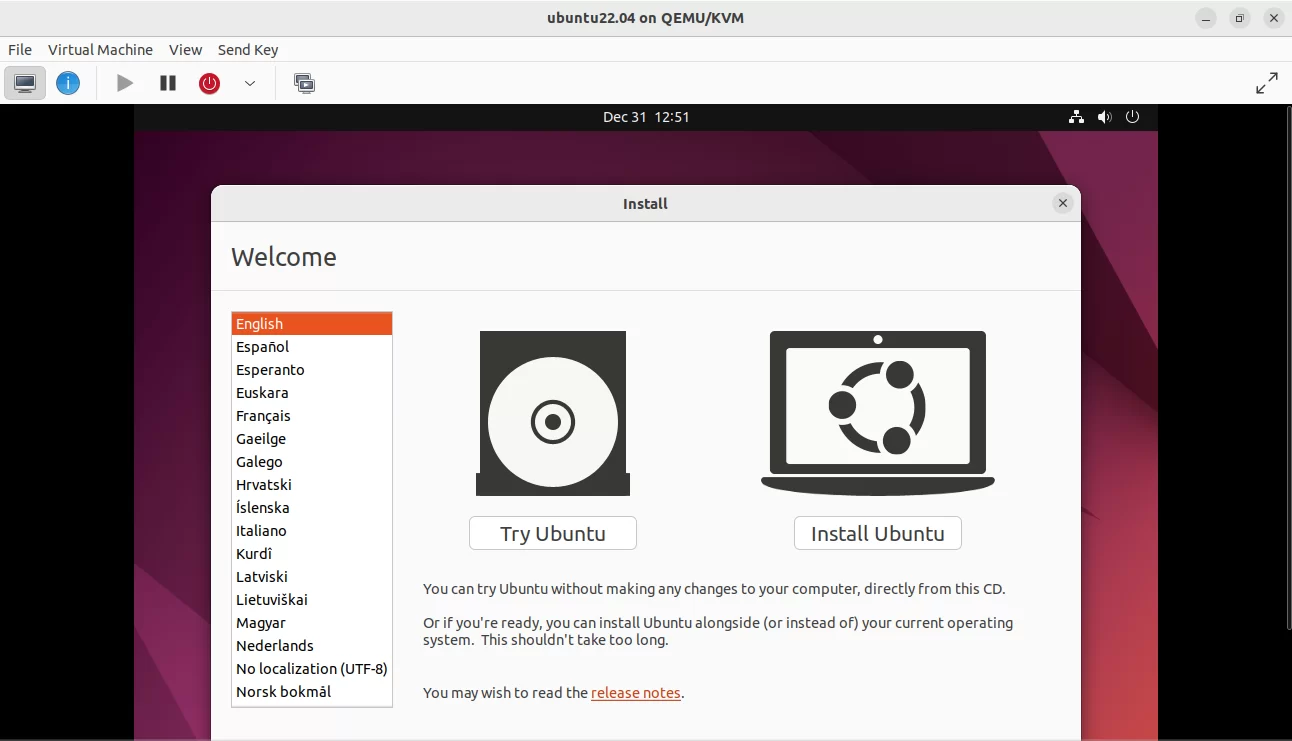 ubuntu22.04 on QEMU/KVM
File Virtual Machine View Send Key
Dec 31 12:51
Install
Welcome
English
Español
Esperanto
Euskara
Français
Gaeilge
Galego
Hrvatski
Íslenska
Italiano
Kurdî
Latviski
Lietuviškai
Magyar
Nederlands
No localization (UTF-8)
Norsk bokmål
Try Ubuntu
Install Ubuntu
You can try Ubuntu without making any changes to your computer, directly from this CD.
Or if you're ready, you can install Ubuntu alongside (or instead of) your current operating
system. This shouldn't take too long.
You may wish to read the release notes.